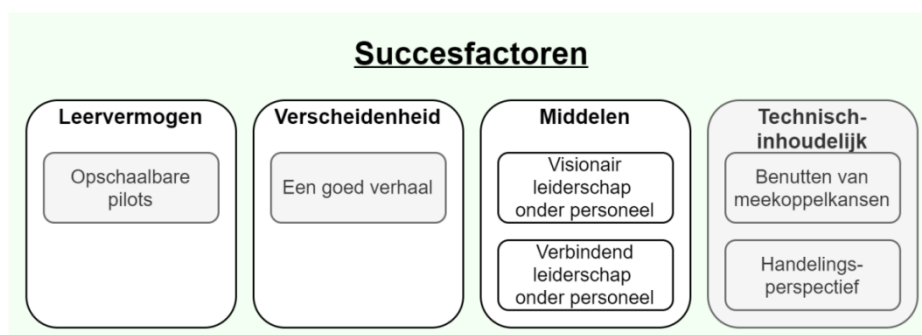 Succesfactoren
Leervermogen
Opschaalbare
pilots
Verscheidenheid
Een goed verhaal
Middelen
Visionair
leiderschap
onder personeel
Verbindend
leiderschap
onder personeel
Technisch-
inhoudelijk
Benutten van
meekoppelkansen
Handelings-
perspectief